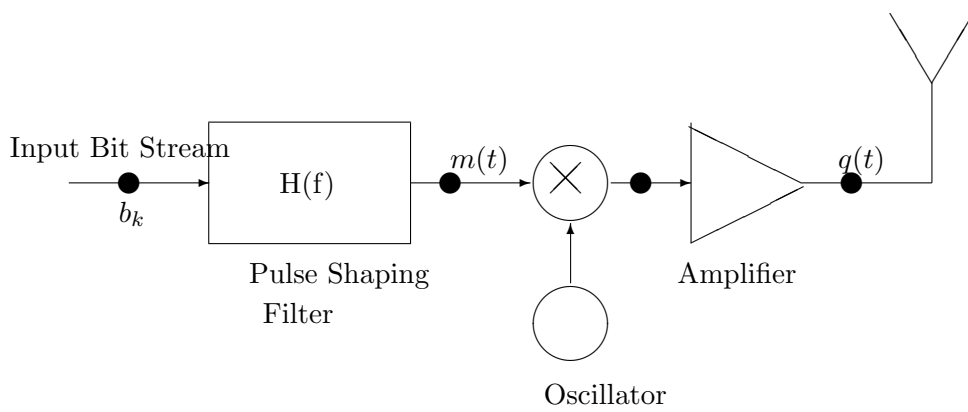 Input Bit Stream
b_k
H(f)
Pulse Shaping
Filter
m(t)
Oscillator
Amplifier
q(t)